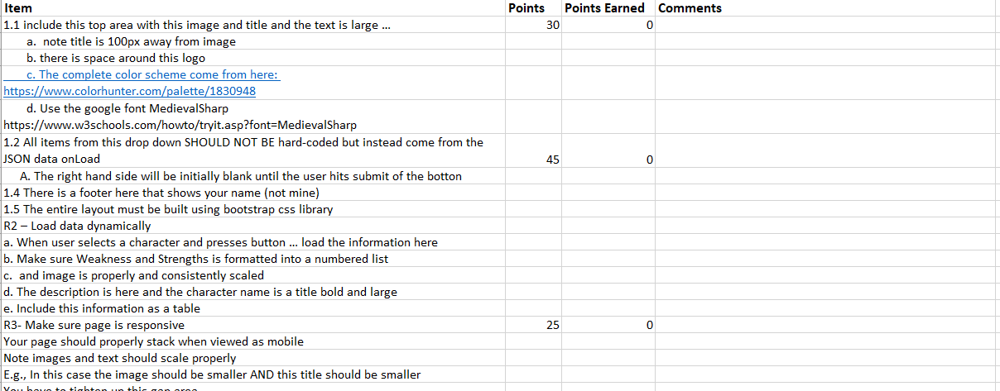 Item Points Points Earned Comments
1.1 include this top area with this image and title and the text is large ... 30 0
a. note title is 100px away from image
b. there is space around this logo
c. The complete color scheme come from here:
https://www.colorhunter.com/palette/1830948
d. Use the google font MedievalSharp
https://www.w3schools.com/howto/tryit.asp?font=MedievalSharp
1.2 All items from this drop down SHOULD NOT BE hard-coded but instead come from the
JSON data onLoad 45 0
A. The right hand side will be initially blank until the user hits submit of the botton
1.4 There is a footer here that shows your name (not mine)
1.5 The entire layout must be built using bootstrap css library
R2 – Load data dynamically
a. When user selects a character and presses button ... load the information here
b. Make sure Weakness and Strengths is formatted into a numbered list
c. and image is properly and consistently scaled
d. The description is here and the character name is a title bold and large
e. Include this information as a table
R3- Make sure page is responsive 25 0
Your page should properly stack when viewed as mobile
Note images and text should scale properly
E.g., In this case the image should be smaller AND this title should be smaller
You have to tighten up this gap area